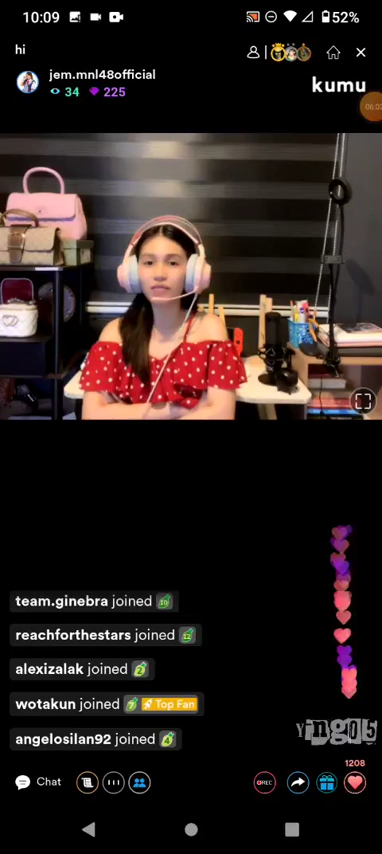 10:09
52%
hi
jem.mnl48official
34 225
kumu
team.ginebra joined
reachforthestars joined
alexizalak joined
wotakun joined Top Fan
angelosilan92 joined
1208
Chat
REC